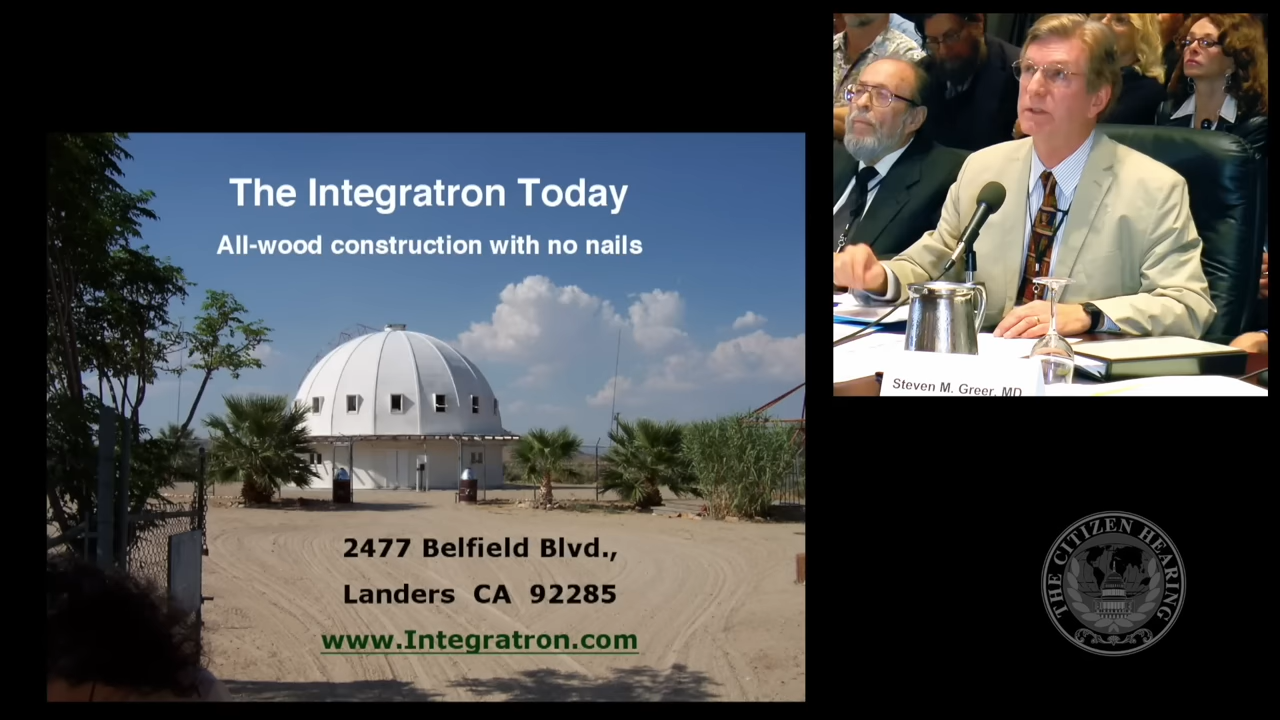 The Integratron Today
All-wood construction with no nails
2477 Belfield Blvd.,
Landers CA 92285
www.Integratron.com
Steven M. Greer, MD
THE CITIZEN HEARING